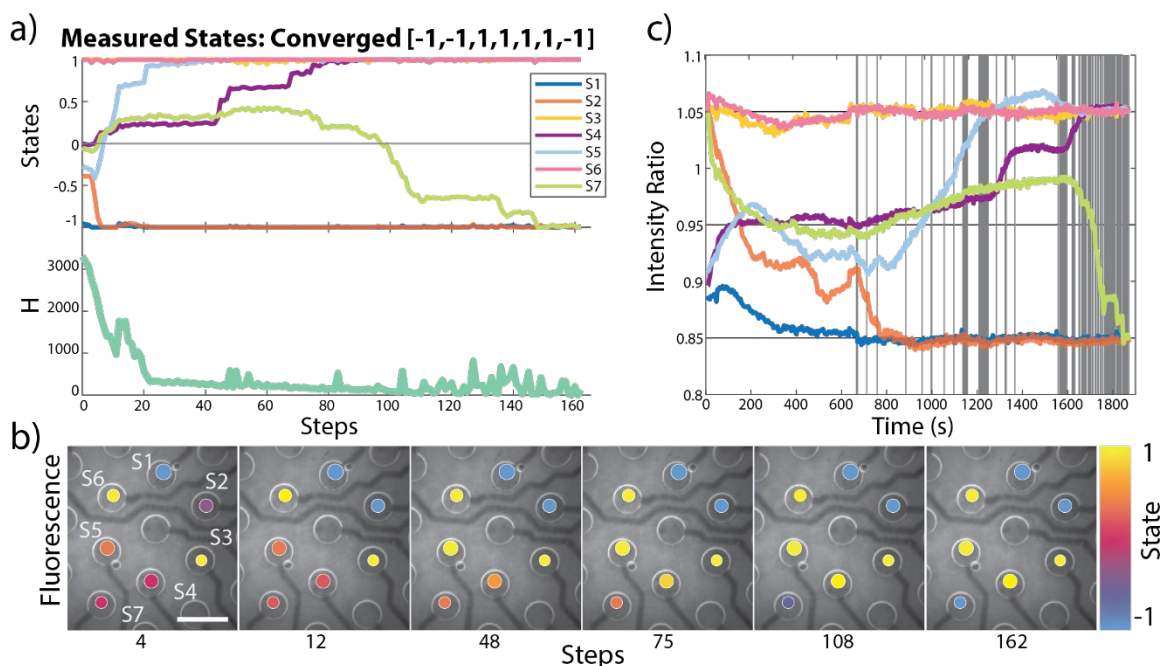 a)
Measured States: Converged [-1,-1,1,1,1,1,-1]
States
1
0.5
0
-0.5
-1
S1
S2
S3
S4
S5
S6
S7
H
3000
2000
1000
0
0 20 40 60 80 100 120 140 160
Steps
c)
Intensity Ratio
1.1
1.05
1
0.95
0.9
0.85
0.8
0 200 400 600 800 1000 1200 1400 1600 1800
Time (s)
b)
Fluorescence
S1
S6
S2
S5
S3
S4
S7
4 12 48 75 108 162
Steps
1
State
-1